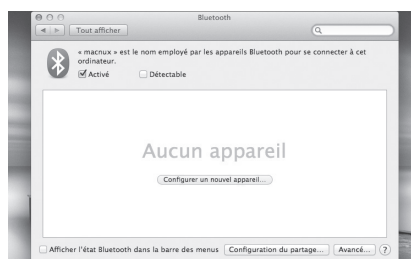 Bluetooth
Tout afficher
« macnux » est le nom employé par les appareils Bluetooth pour se connecter à cet
ordinateur.
Activé Détectable
Aucun appareil
Configurer un nouvel appareil...
Afficher l'état Bluetooth dans la barre des menus Configuration du partage... Avancé... ?